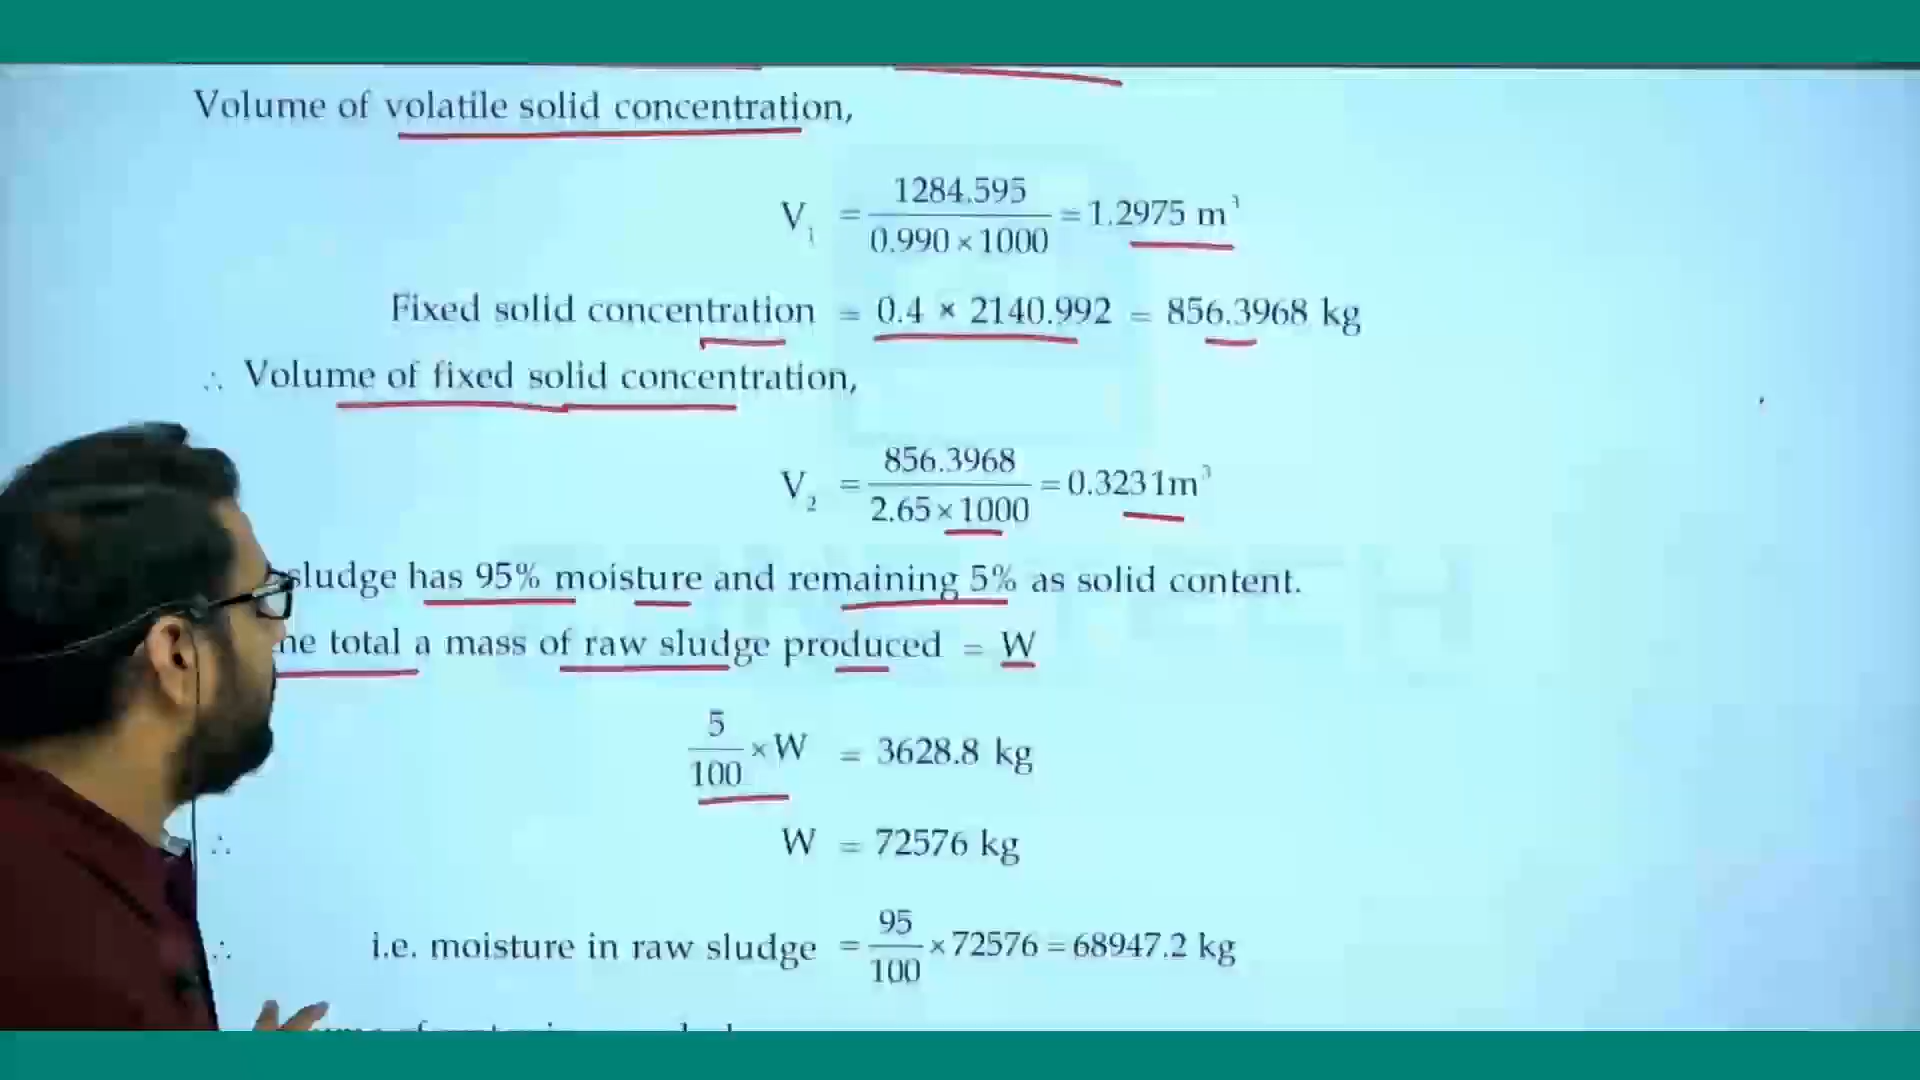 Volume of volatile solid concentration,
V₁ = 1284.595 / 0.990 × 1000 = 1.2975 m³
Fixed solid concentration = 0.4 × 2140.992 = 856.3968 kg
∴ Volume of fixed solid concentration,
V₂ = 856.3968 / 2.65 × 1000 = 0.3231m³
sludge has 95% moisture and remaining 5% as solid content.
total a mass of raw sludge produced = W
5/100 × W = 3628.8 kg
∴ W = 72576 kg
∴ i.e. moisture in raw sludge = 95/100 × 72576 = 68947.2 kg